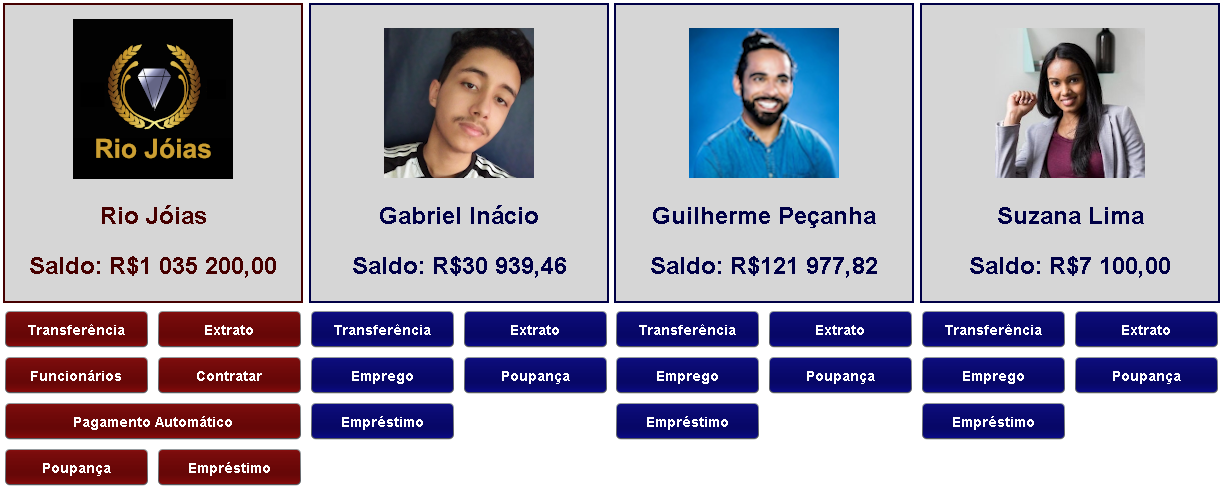 Rio Jóias
Rio Jóias
Saldo: R$1 035 200,00
Transferência Extrato
Funcionários Contratar
Pagamento Automático
Poupança Empréstimo
Gabriel Inácio
Saldo: R$30 939,46
Transferência Extrato
Emprego Poupança
Empréstimo
Guilherme Peçanha
Saldo: R$121 977,82
Transferência Extrato
Emprego Poupança
Empréstimo
Suzana Lima
Saldo: R$7 100,00
Transferência Extrato
Emprego Poupança
Empréstimo